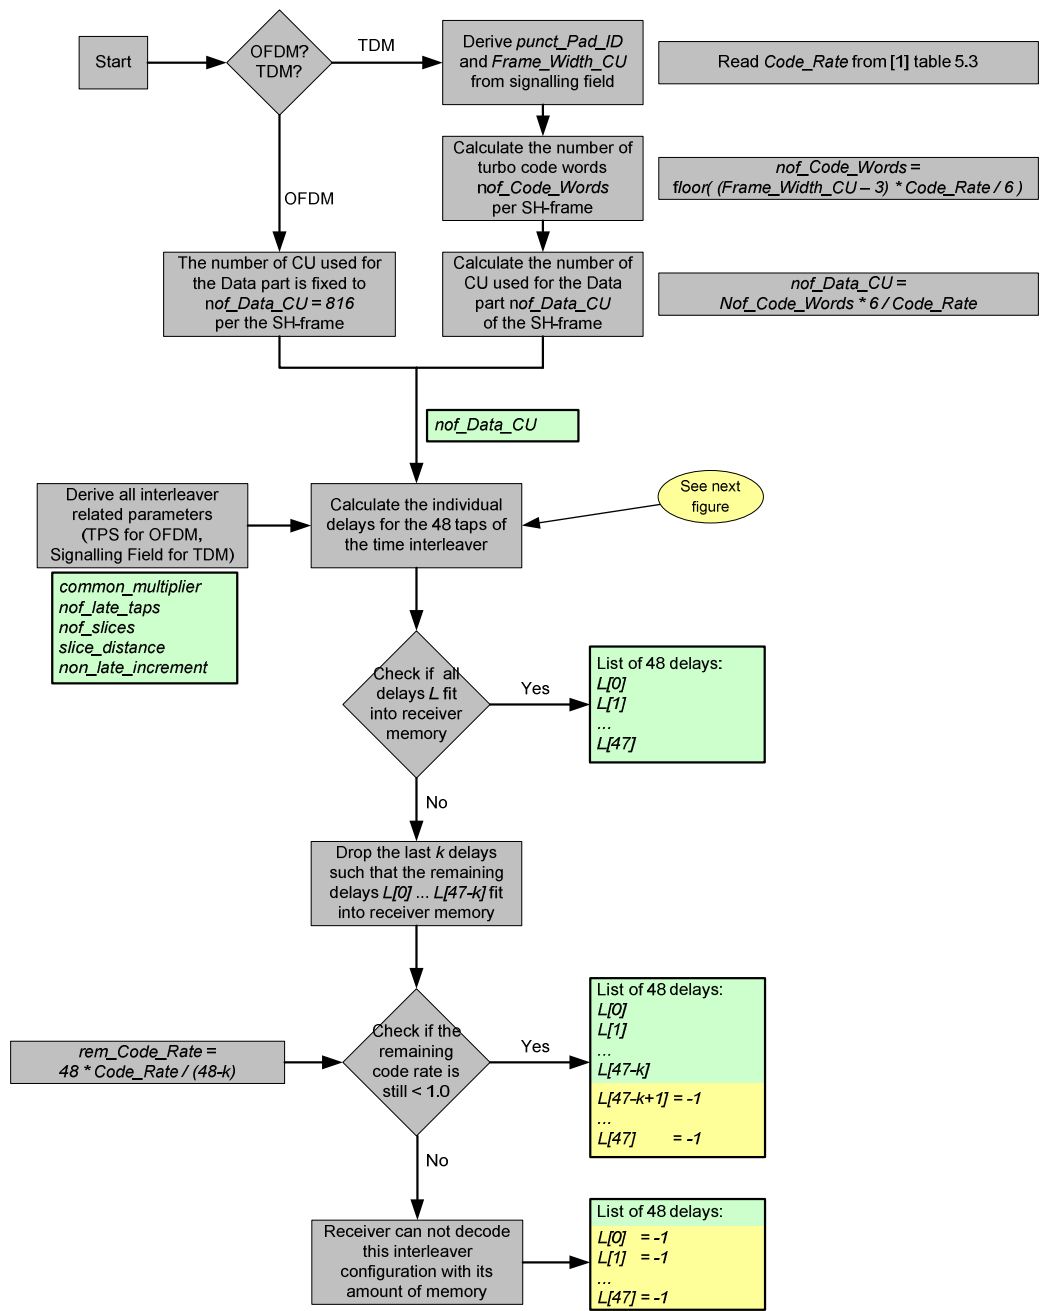 Start
OFDM?
TDM?
TDM
Derive punct_Pad_ID
and Frame_Width_CU
from signalling field
Read Code_Rate from [1] table 5.3
Calculate the number of
turbo code words
nof_Code_Words
per SH-frame
nof_Code_Words =
floor( (Frame_Width_CU – 3) * Code_Rate / 6 )
OFDM
The number of CU used for
the Data part is fixed to
nof_Data_CU = 816
per the SH-frame
Calculate the number of
CU used for the Data
part nof_Data_CU
of the SH-frame
nof_Data_CU =
Nof_Code_Words * 6 / Code_Rate
nof_Data_CU
Derive all interleaver
related parameters
(TPS for OFDM,
Signalling Field for TDM)
Calculate the individual
delays for the 48 taps of
the time interleaver
See next
figure
common_multiplier
nof_late_taps
nof_slices
slice_distance
non_late_increment
Check if all
delays L fit
into receiver
memory
Yes
List of 48 delays:
L[0]
L[1]
...
L[47]
No
Drop the last k delays
such that the remaining
delays L[0] ... L[47-k] fit
into receiver memory
rem_Code_Rate =
48 * Code_Rate / (48-k)
Check if the
remaining
code rate is
still < 1.0
Yes
List of 48 delays:
L[0]
L[1]
...
L[47-k]
L[47-k+1] = -1
...
L[47] = -1
No
Receiver can not decode
this interleaver
configuration with its
amount of memory
List of 48 delays:
L[0] = -1
L[1] = -1
...
L[47] = -1